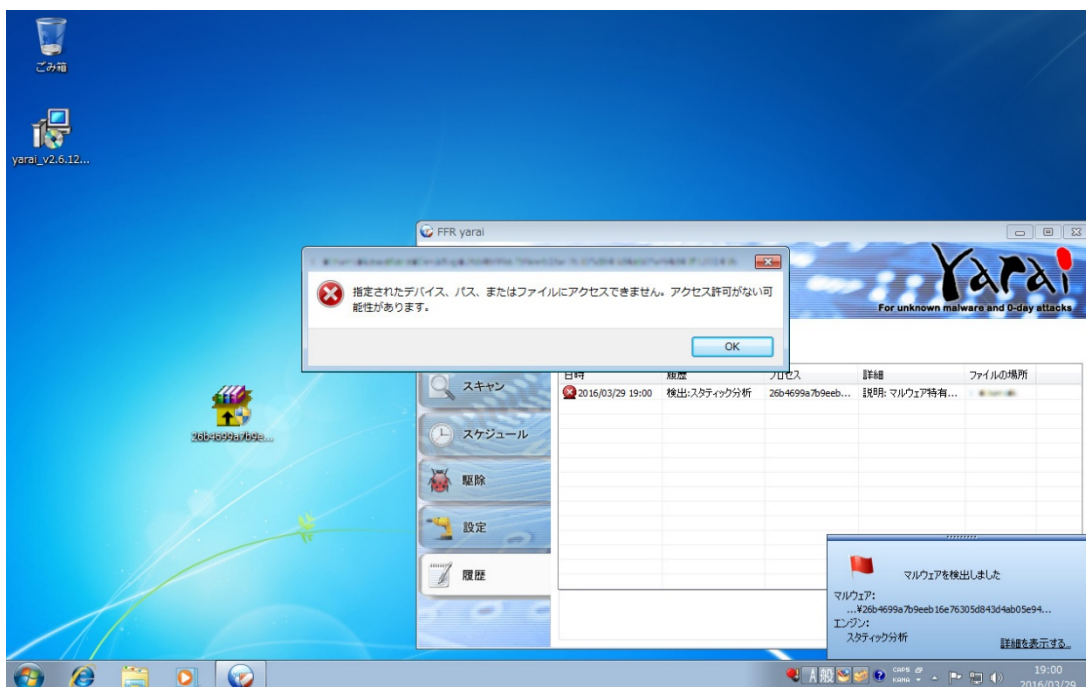 ごみ箱
yarai_v2.6.12...
26b4699a7b9e...
FFR yarai
Yarai
For unknown malware and 0-day attacks
指定されたデバイス、パス、またはファイルにアクセスできません。アクセス許可がない可
能性があります。
OK
日時 履歴 プロセス 詳細 ファイルの場所
2016/03/29 19:00 検出:スタティック分析 26b4699a7b9eeb... 説明: マルウェア特有...
スキャン
スケジュール
駆除
設定
履歴
マルウェアを検出しました
マルウェア:
...¥26b4699a7b9eeb16e76305d843d4ab05e94...
エンジン:
スタティック分析
詳細を表示する...
A 般
CAPS
KANA
19:00
2016/03/29